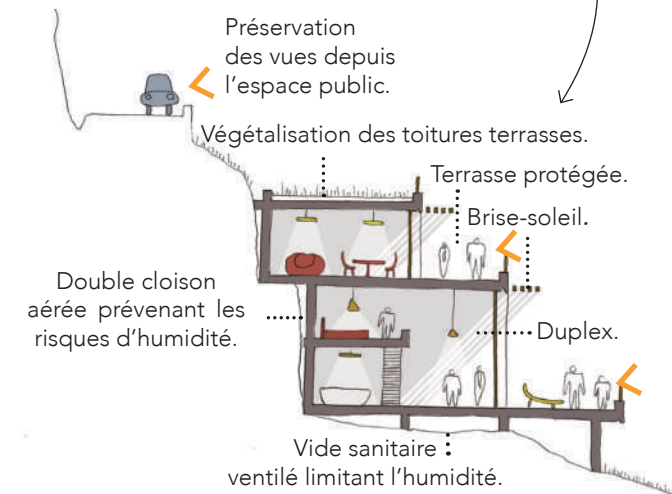 Préservation
des vues depuis
l'espace public.
Végétalisation des toitures terrasses.
Terrasse protégée.
Brise-soleil.
Double cloison
aérée prévenant les
risques d'humidité.
Duplex.
Vide sanitaire
ventilé limitant l'humidité.